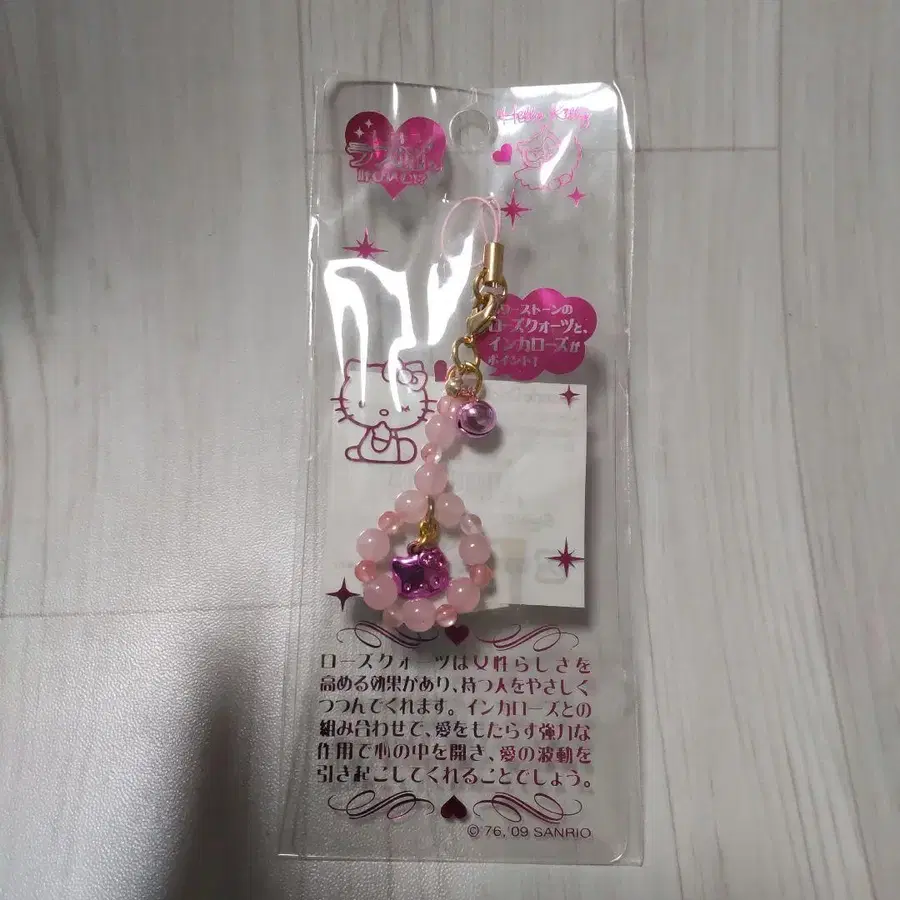 Hello Kitty
ローストーンの
ローズクォーツと、
インカローズが
ポイント!
ローズクォーツは女性らしさを
高める効果があり、持つ人をやさしく
つつんでくれます。インカローズとの
組み合わせで、愛をもたらす強力な
作用で心の中を開き、愛の波動を
引き起こしてくれることでしょう。
© '76, '09 SANRIO